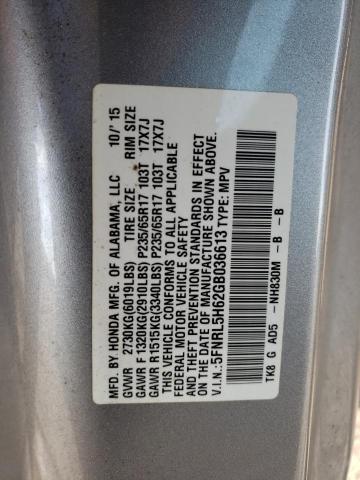 MFD. BY HONDA MFG. OF ALABAMA, LLC 10/'15
GVWR 2730KG(6019LBS) TIRE SIZE RIM SIZE
GAWR F 1320KG(2910LBS) P235/65R17 103T 17X7J
GAWR R1515KG(3340LBS) P235/65R17 103T 17X7J
THIS VEHICLE CONFORMS TO ALL APPLICABLE
FEDERAL MOTOR VEHICLE SAFETY
AND THEFT PREVENTION STANDARDS IN EFFECT
ON THE DATE OF MANUFACTURE SHOWN ABOVE.
V.I.N.: 5FNRL5H62GB036613 TYPE: MPV
TK8 G AD5 -NH830M - B - B